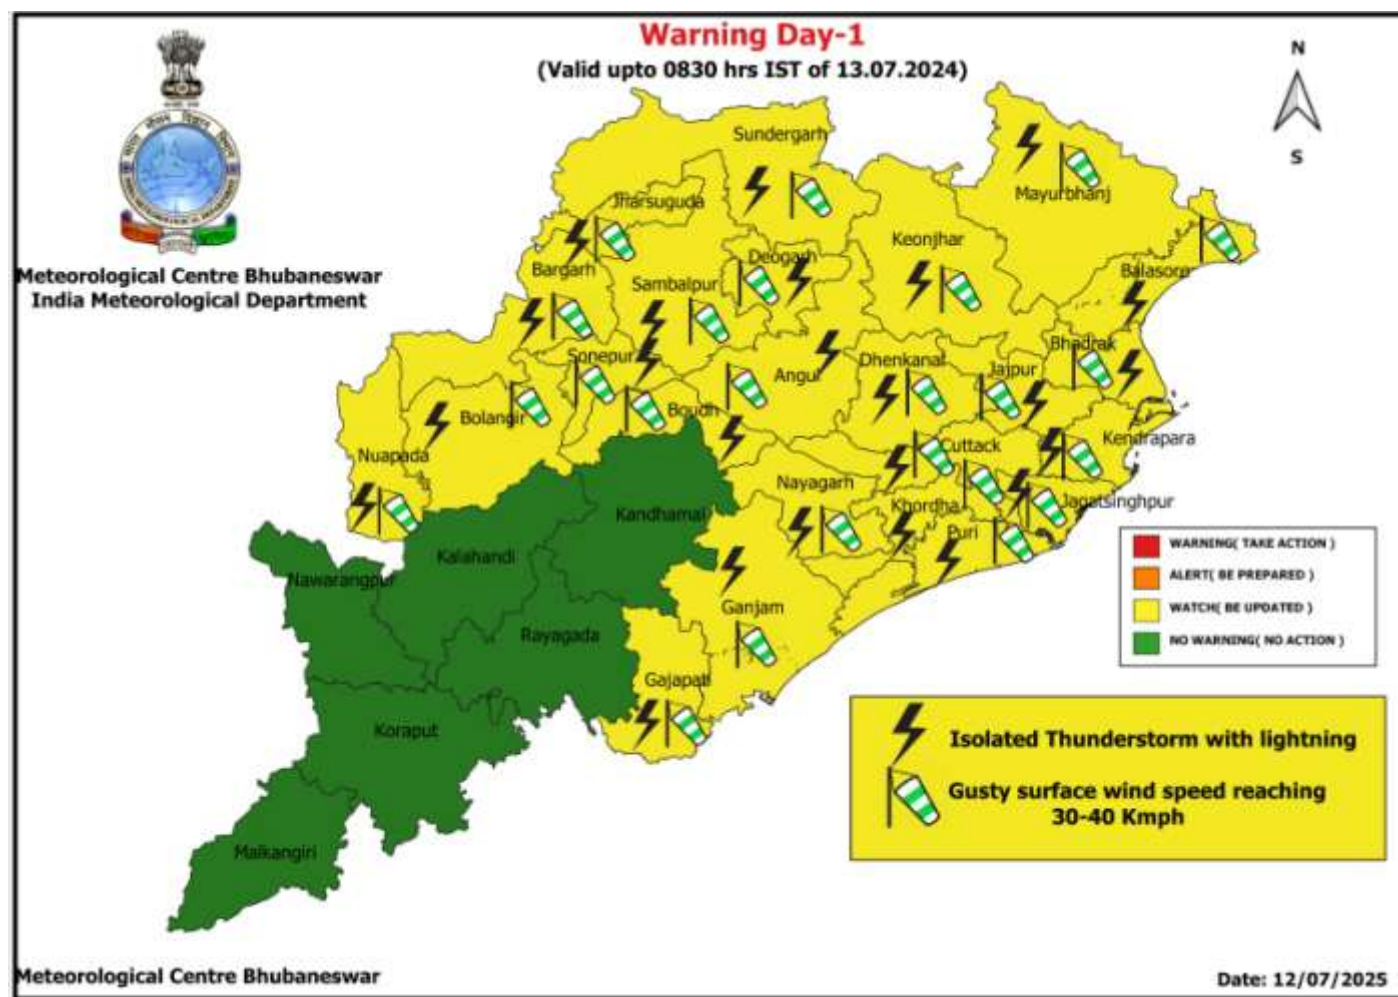 Warning Day-1
(Valid upto 0830 hrs IST of 13.07.2024)
N
S
Meteorological Centre Bhubaneswar
India Meteorological Department
Sundergarh
Jharsuguda
Mayurbhanj
Keonjhar
Deogarh
Bargarh
Sambalpur
Balasore
Sonepur
Angul
Dhenkanal
Jajpur
Bhadrak
Bolangir
Boudh
Nuapada
Cuttack
Kendrapara
Nayagarh
Khordha
Jagatsinghpur
Puri
Kandhamal
Kalahandi
Nawarangpur
Ganjam
Rayagada
Gajapati
Koraput
Malkangiri
WARNING( TAKE ACTION )
ALERT( BE PREPARED )
WATCH( BE UPDATED )
NO WARNING( NO ACTION )
Isolated Thunderstorm with lightning
Gusty surface wind speed reaching
30-40 Kmph
Meteorological Centre Bhubaneswar
Date: 12/07/2025